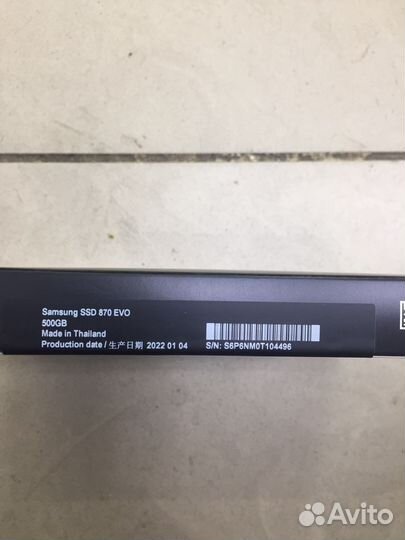 Samsung SSD 870 EVO
500GB
Made in Thailand
Production date / 生产日期 2022 01 04
S/N: S6P6NM0T104496
Avito